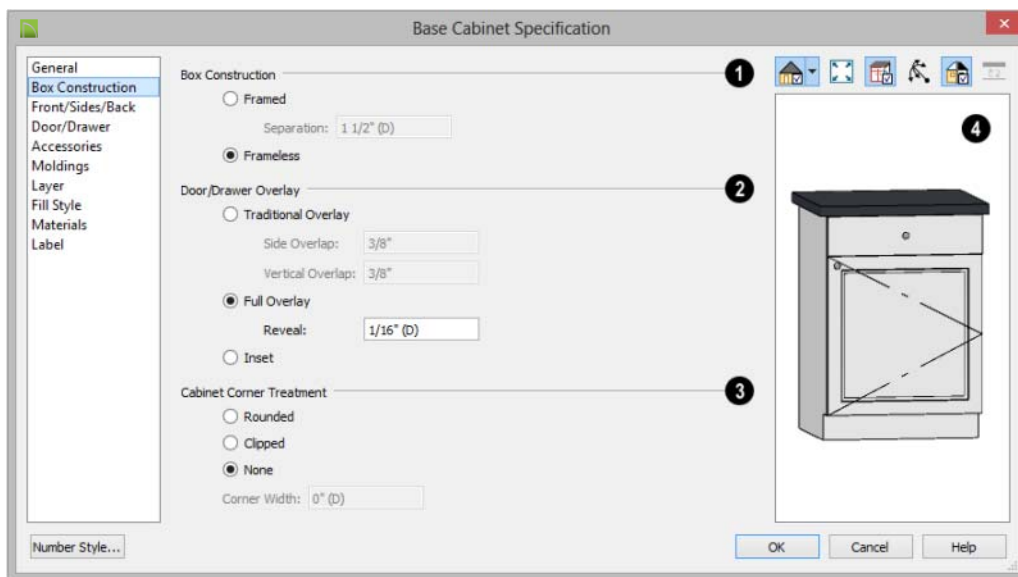 Base Cabinet Specification
General
Box Construction
Front/Sides/Back
Door/Drawer
Accessories
Moldings
Layer
Fill Style
Materials
Label
Box Construction
1
Framed
Separation: 1 1/2" (D)
Frameless
Door/Drawer Overlay
2
Traditional Overlay
Side Overlap: 3/8"
Vertical Overlap: 3/8"
Full Overlay
Reveal: 1/16" (D)
Inset
Cabinet Corner Treatment
3
Rounded
Clipped
None
Corner Width: 0" (D)
4
Number Style...
OK
Cancel
Help